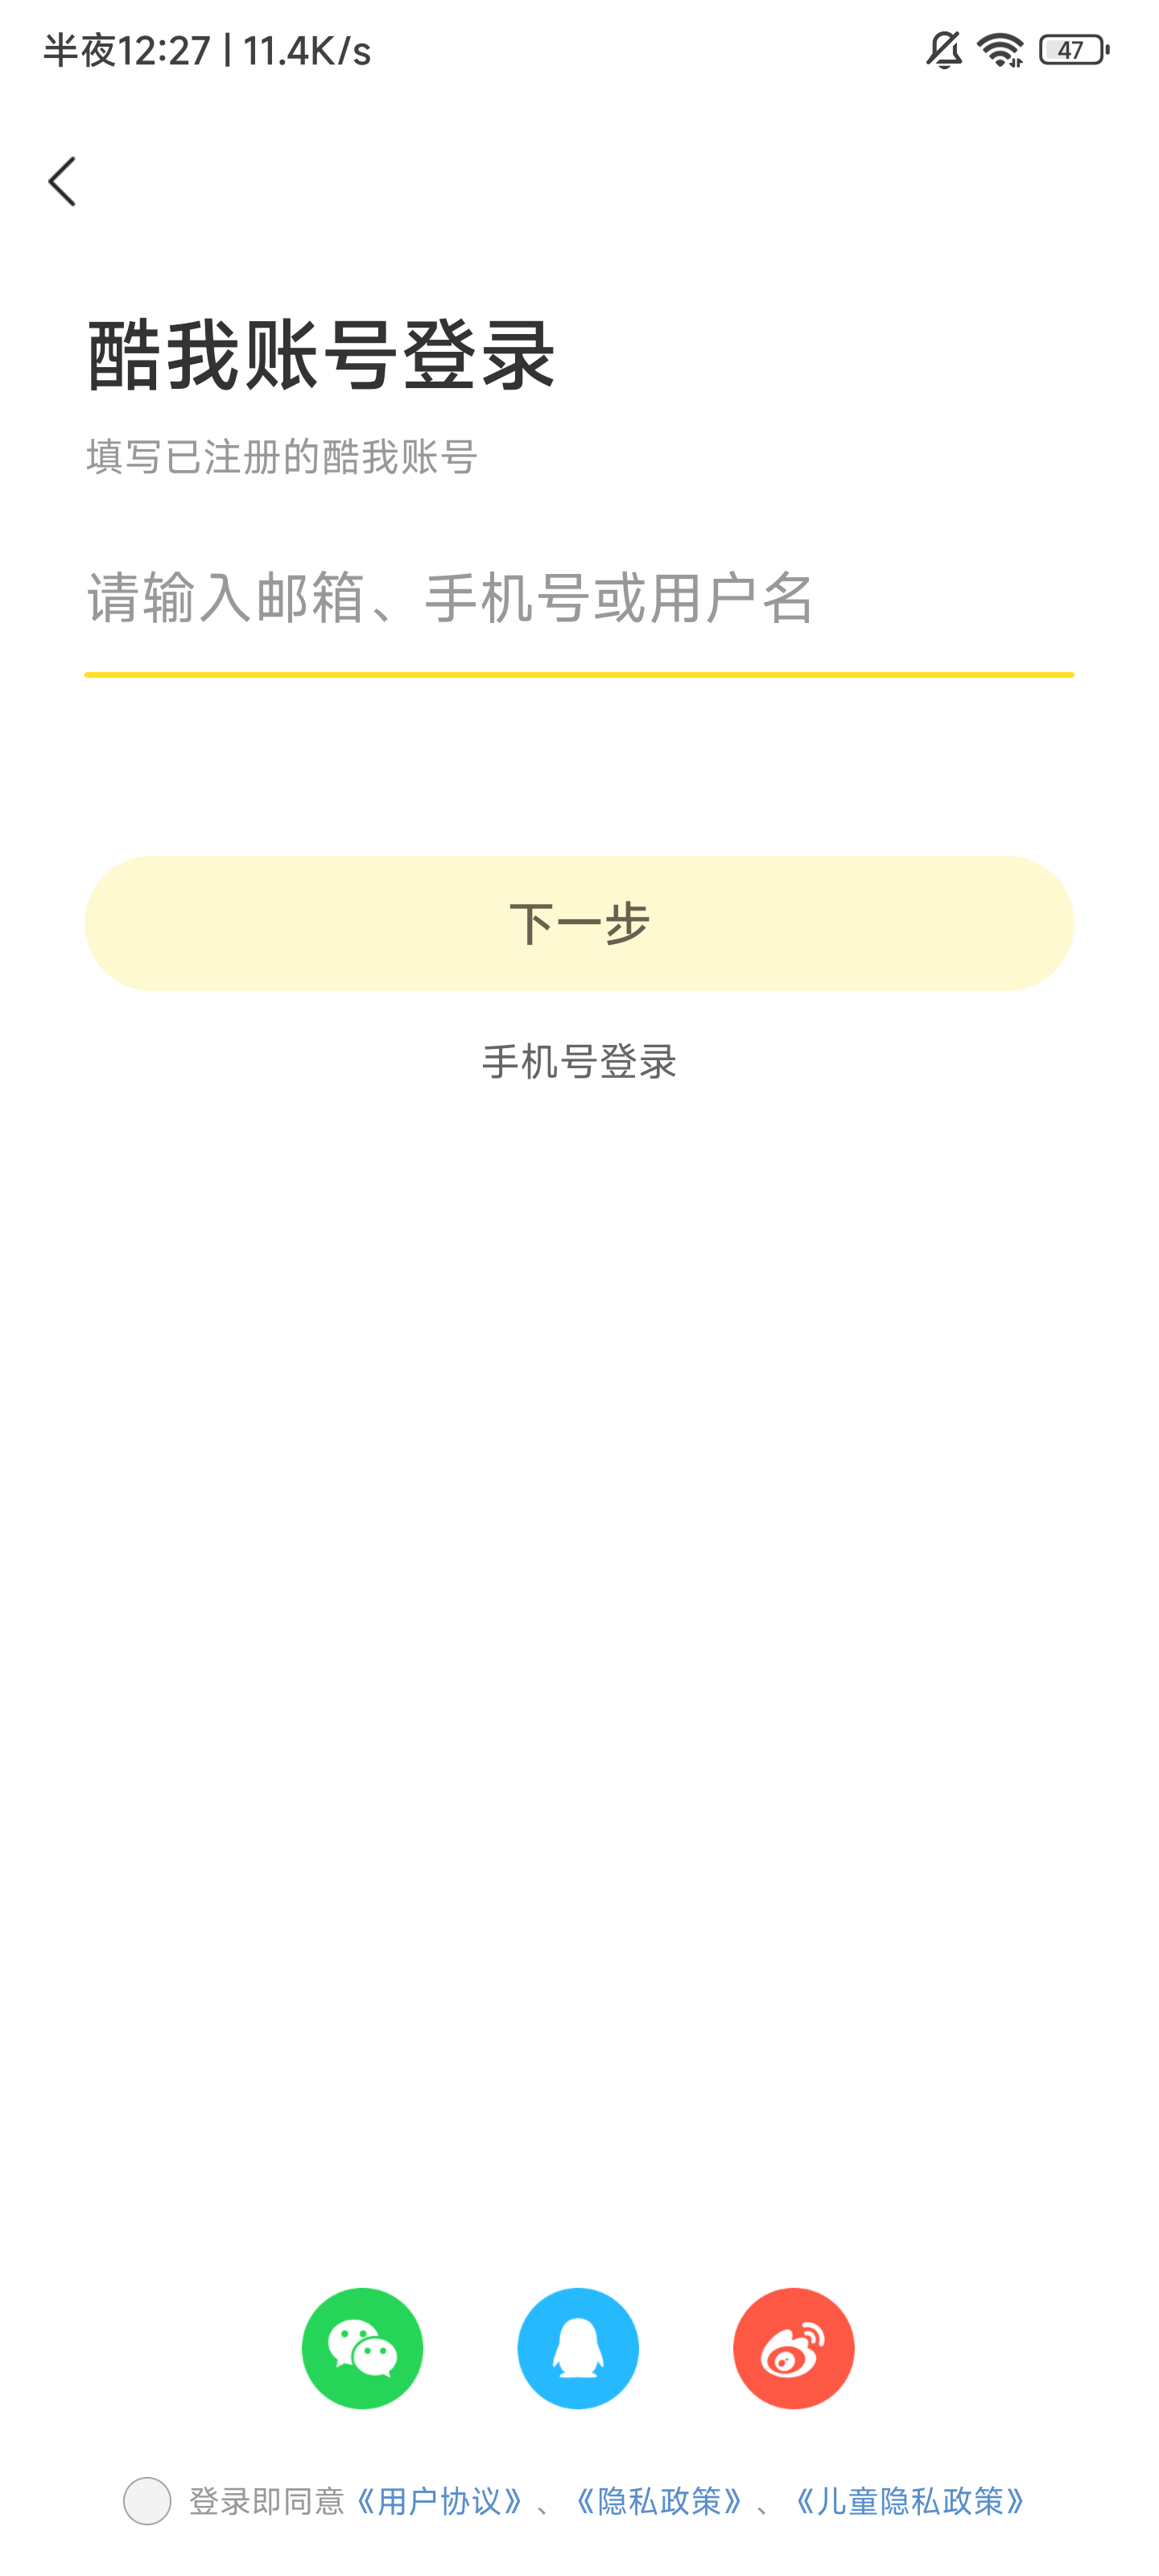 半夜12:27 | 11.4K/s
47
酷我账号登录
填写已注册的酷我账号
请输入邮箱、手机号或用户名
下一步
手机号登录
登录即同意《用户协议》、《隐私政策》、《儿童隐私政策》